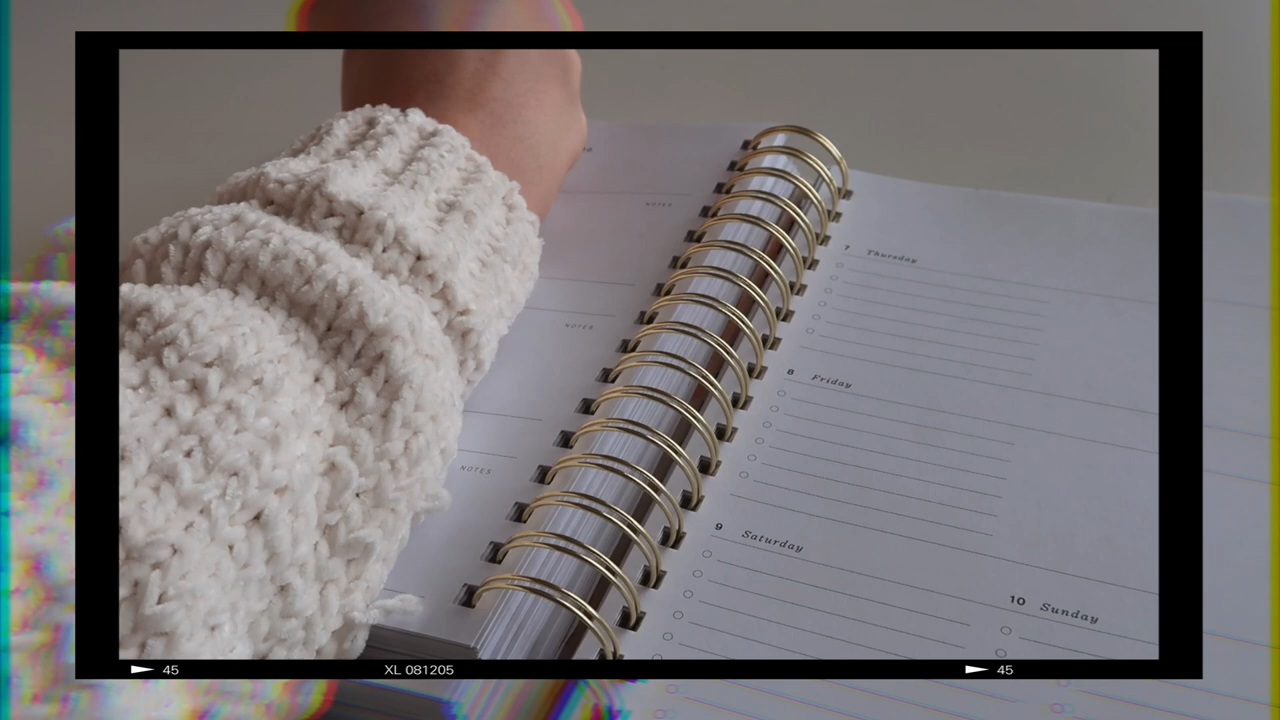 NOTES
NOTES
NOTES
7 Thursday
8 Friday
9 Saturday
10 Sunday
45 XL 081205 45